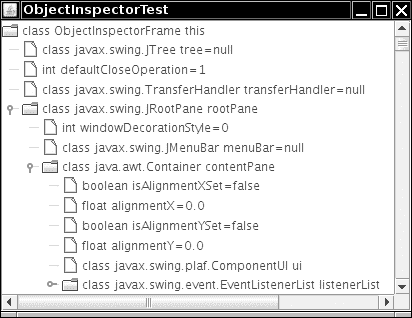 ObjectInspectorTest
class ObjectInspectorFrame this
class javax.swing.JTree tree=null
int defaultCloseOperation=1
class javax.swing.TransferHandler transferHandler=null
class javax.swing.JRootPane rootPane
int windowDecorationStyle=0
class javax.swing.JMenuBar menuBar=null
class java.awt.Container contentPane
boolean isAlignmentXSet=false
float alignmentX=0.0
boolean isAlignmentYSet=false
float alignmentY=0.0
class javax.swing.plaf.ComponentUI ui
class javax.swing.event.EventListenerList listenerList